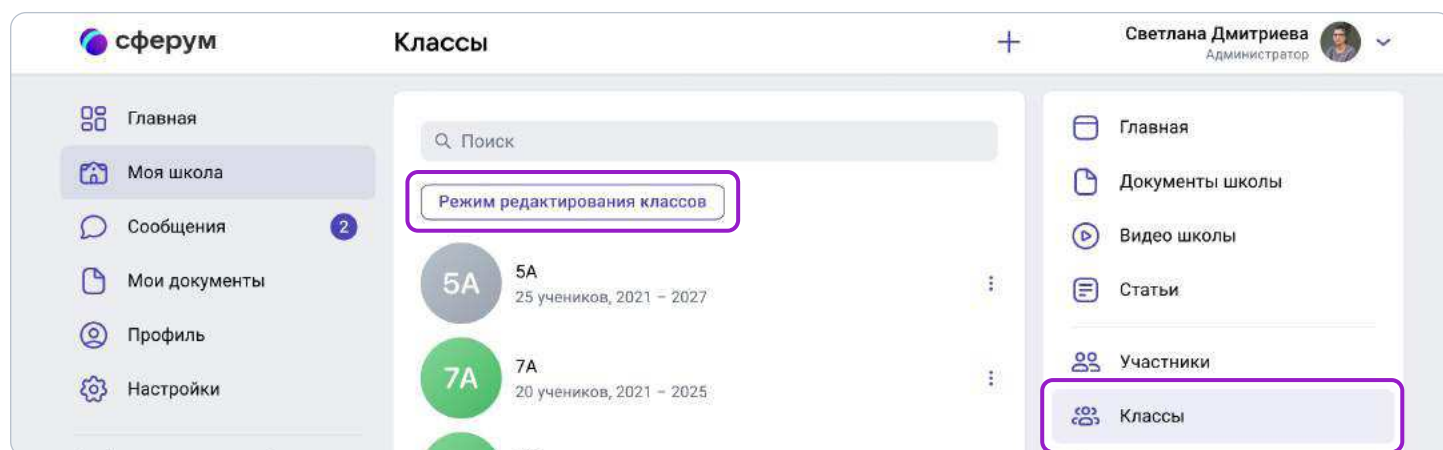 сферум
Классы
+
Светлана Дмитриева
Администратор
Главная
Моя школа
Сообщения
2
Мои документы
Профиль
Настройки
Поиск
Режим редактирования классов
5А
5А
25 учеников, 2021 – 2027
7А
7А
20 учеников, 2021 – 2025
Главная
Документы школы
Видео школы
Статьи
Участники
Классы